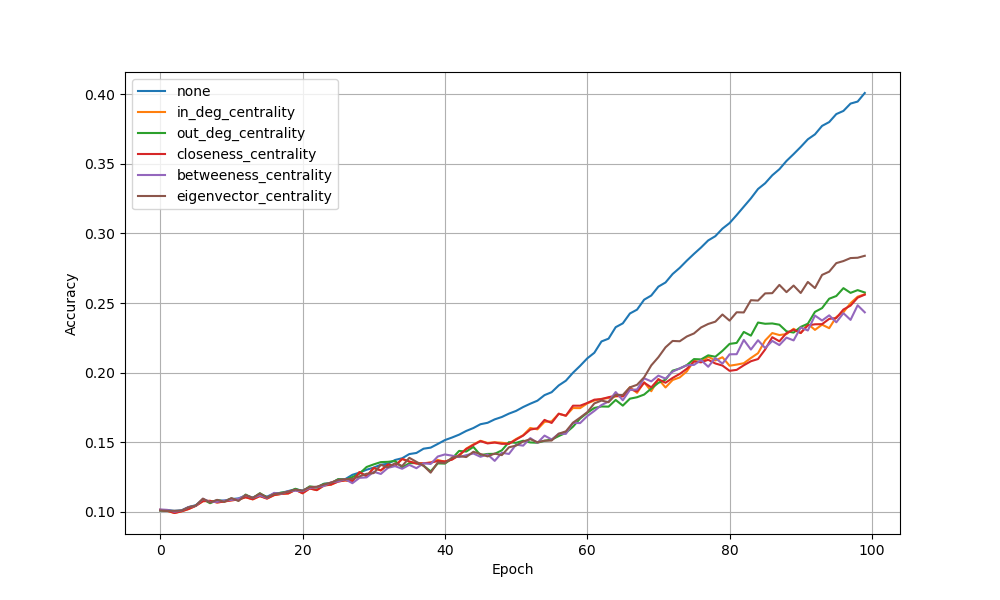 none
in_deg_centrality
out_deg_centrality
closeness_centrality
betweeness_centrality
eigenvector_centrality
0.40
0.35
0.30
0.25
0.20
0.15
0.10
Accuracy
0 20 40 60 80 100
Epoch